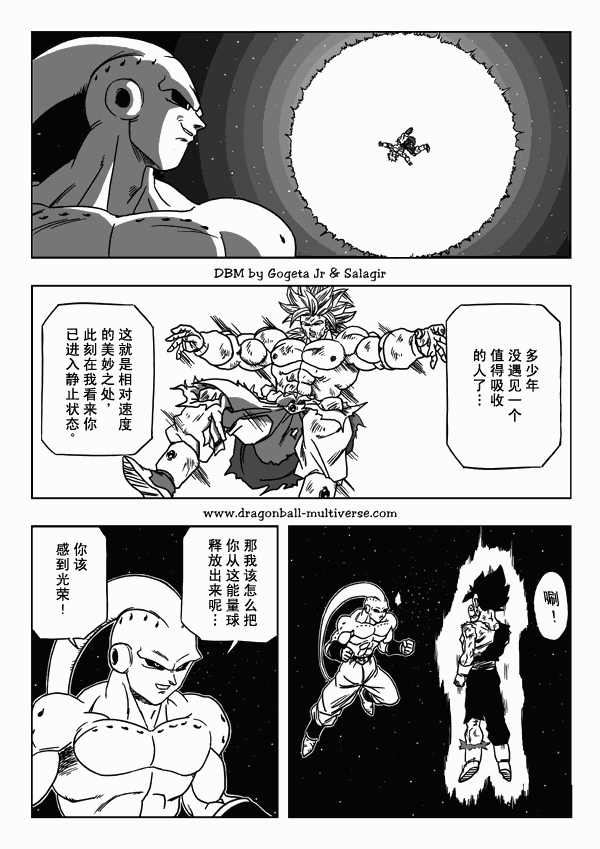 DBM by Gogeta Jr & Salagir
多少年
没遇见一个
值得吸收
的人了…
这就是相对速度
的美妙之处，
此刻在我看来你
已进入静止状态。
www.dragonball-multiverse.com
那我该怎么把
你从这能量球
释放出来呢…
你该
感到光荣！
唰！